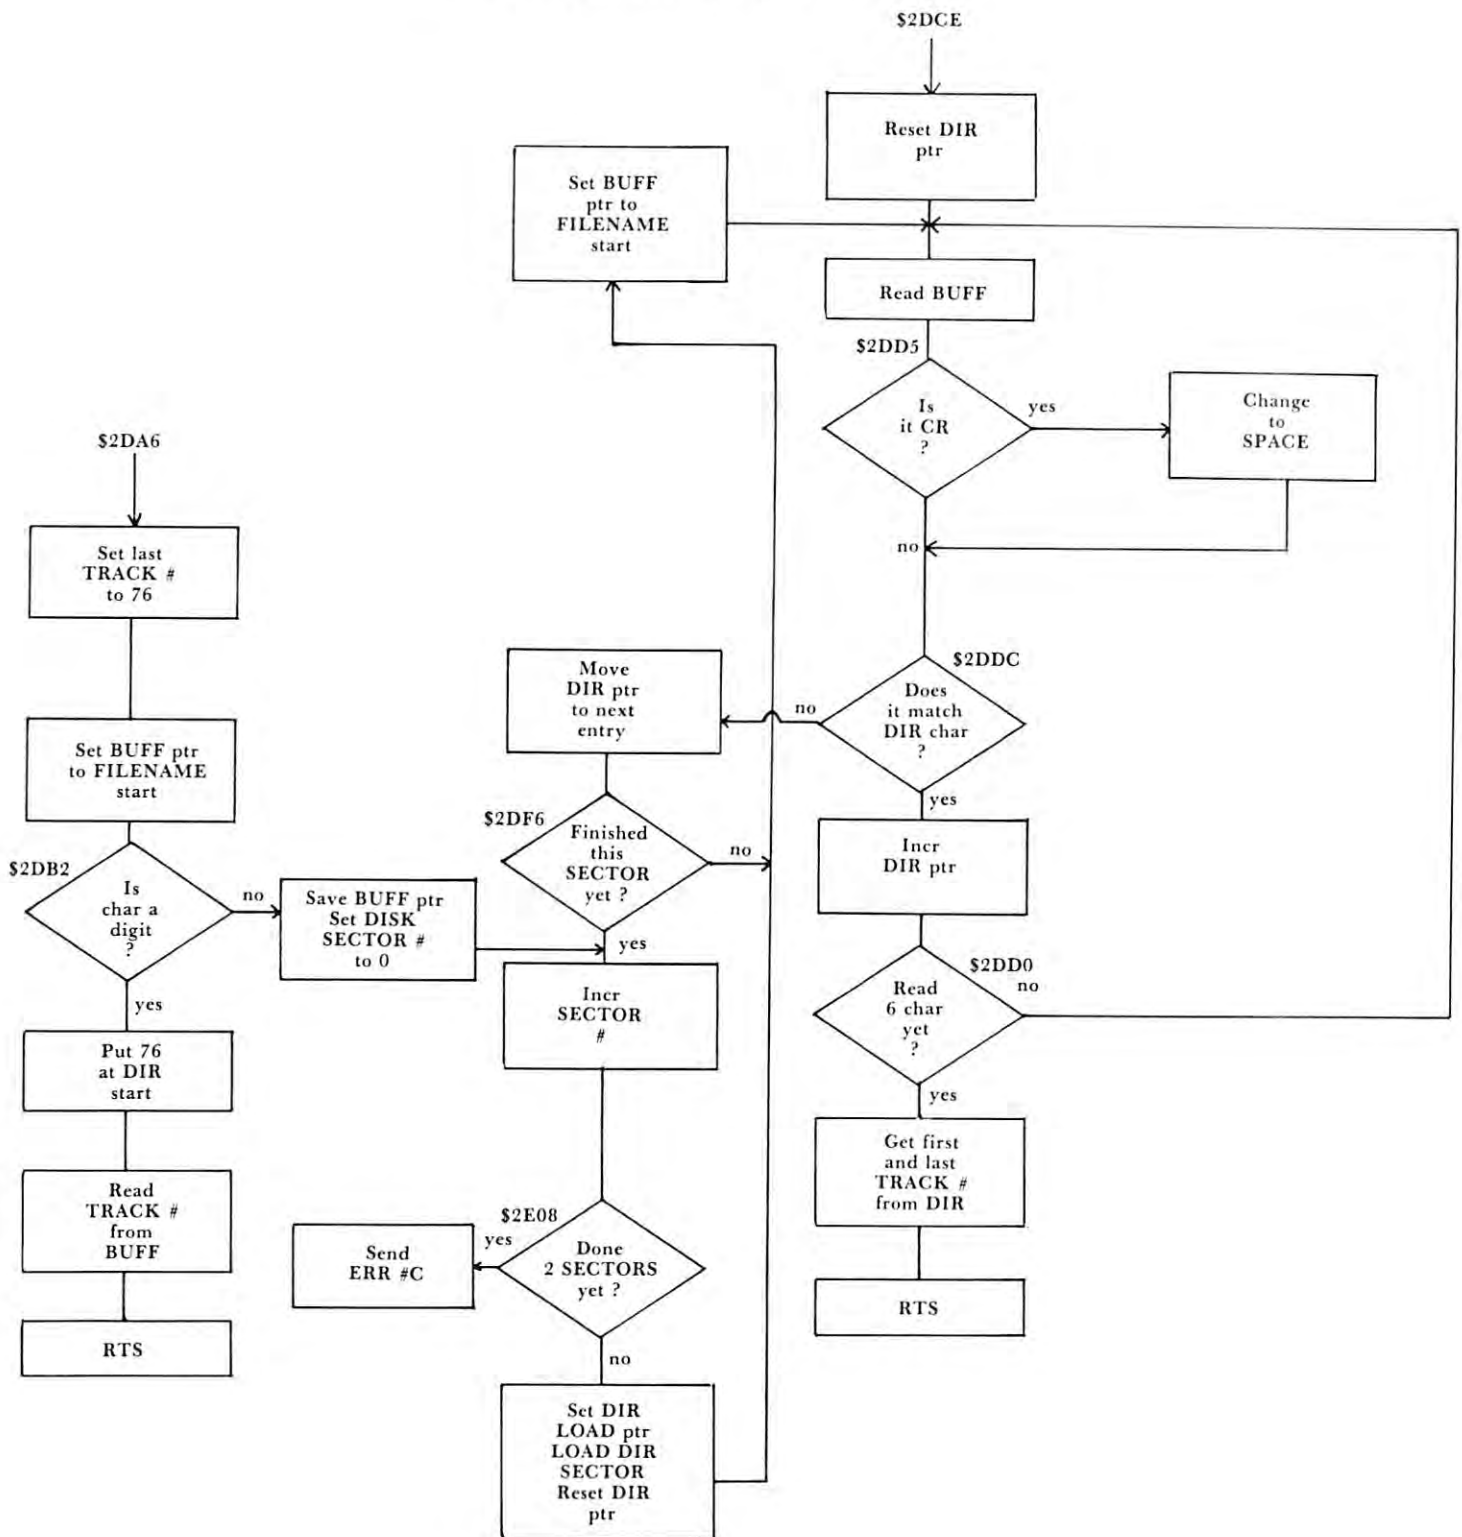 $2DCE
Reset DIR
ptr
Set BUFF
ptr to
FILENAME
start
Read BUFF
$2DD5
Is
it CR
?
yes
Change
to
SPACE
no
$2DA6
Set last
TRACK #
to 76
Set BUFF ptr
to FILENAME
start
$2DB2
Is
char a
digit
?
no
yes
Put 76
at DIR
start
Read
TRACK #
from
BUFF
RTS
Save BUFF ptr
Set DISK
SECTOR #
to 0
Move
DIR ptr
to next
entry
$2DF6
Finished
this
SECTOR
yet ?
no
yes
Incr
SECTOR
#
$2E08
yes
Done
2 SECTORS
yet ?
Send
ERR #C
no
Set DIR
LOAD ptr
LOAD DIR
SECTOR
Reset DIR
ptr
$2DDC
Does
it match
DIR char
?
no
yes
Incr
DIR ptr
$2DD0
no
Read
6 char
yet
?
yes
Get first
and last
TRACK #
from DIR
RTS